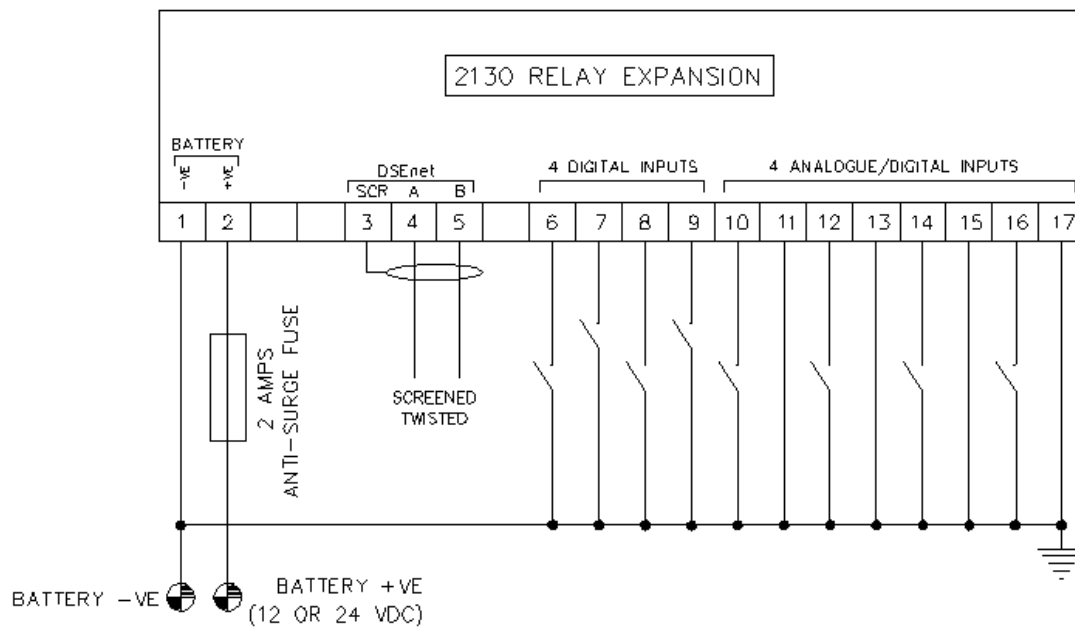 2130 RELAY EXPANSION
BATTERY
-VE
+VE
DSEnet
SCR A B
4 DIGITAL INPUTS
4 ANALOGUE/DIGITAL INPUTS
1 2 3 4 5 6 7 8 9 10 11 12 13 14 15 16 17
2 AMPS
ANTI-SURGE FUSE
SCREENED
TWISTED
BATTERY -VE
BATTERY +VE
(12 OR 24 VDC)